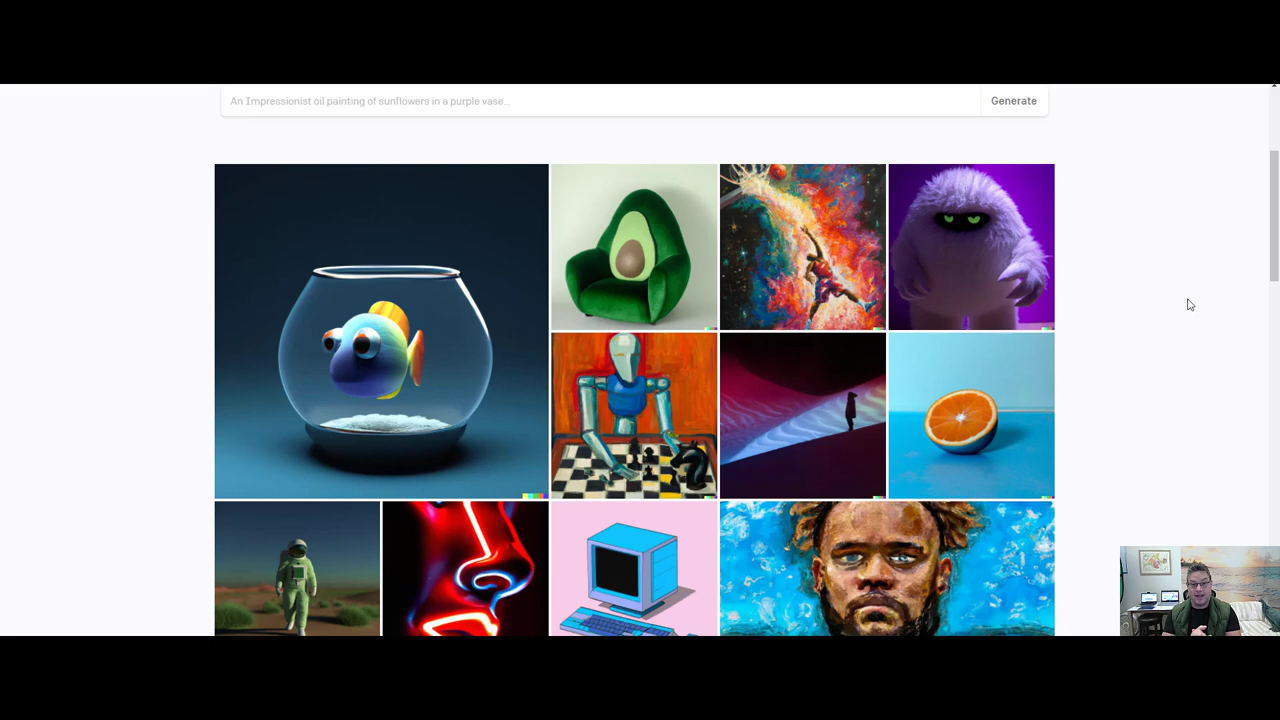 An Impressionist oil painting of sunflowers in a purple vase...
Generate